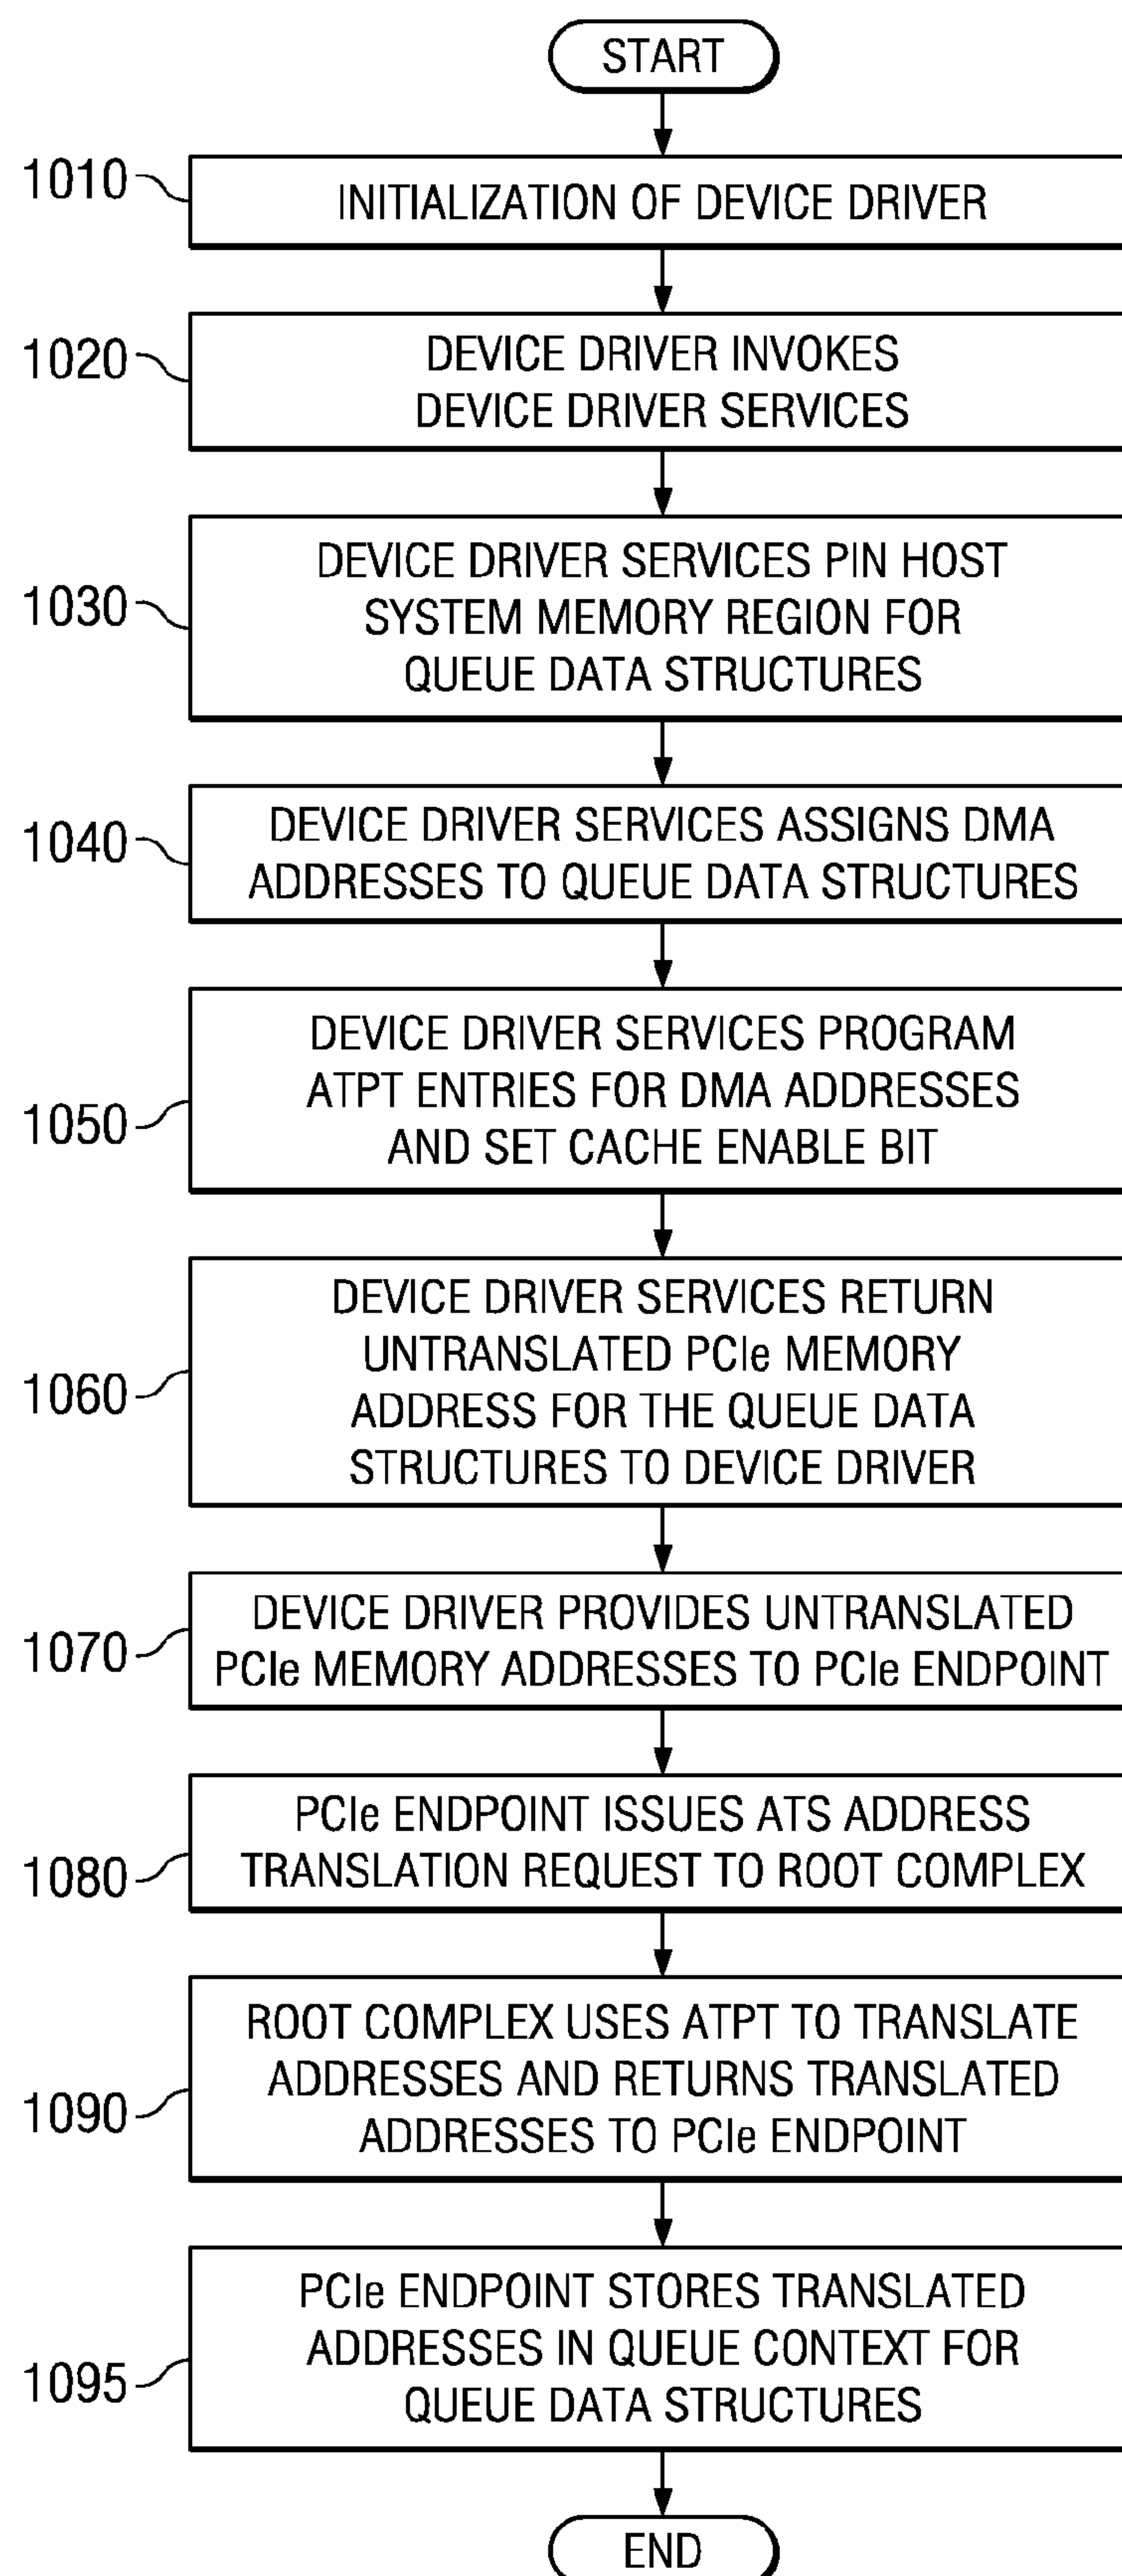 START
1010
INITIALIZATION OF DEVICE DRIVER
1020
DEVICE DRIVER INVOKES
DEVICE DRIVER SERVICES
1030
DEVICE DRIVER SERVICES PIN HOST
SYSTEM MEMORY REGION FOR
QUEUE DATA STRUCTURES
1040
DEVICE DRIVER SERVICES ASSIGNS DMA
ADDRESSES TO QUEUE DATA STRUCTURES
1050
DEVICE DRIVER SERVICES PROGRAM
ATPT ENTRIES FOR DMA ADDRESSES
AND SET CACHE ENABLE BIT
1060
DEVICE DRIVER SERVICES RETURN
UNTRANSLATED PCIe MEMORY
ADDRESS FOR THE QUEUE DATA
STRUCTURES TO DEVICE DRIVER
1070
DEVICE DRIVER PROVIDES UNTRANSLATED
PCIe MEMORY ADDRESSES TO PCIe ENDPOINT
1080
PCIe ENDPOINT ISSUES ATS ADDRESS
TRANSLATION REQUEST TO ROOT COMPLEX
1090
ROOT COMPLEX USES ATPT TO TRANSLATE
ADDRESSES AND RETURNS TRANSLATED
ADDRESSES TO PCIe ENDPOINT
1095
PCIe ENDPOINT STORES TRANSLATED
ADDRESSES IN QUEUE CONTEXT FOR
QUEUE DATA STRUCTURES
END